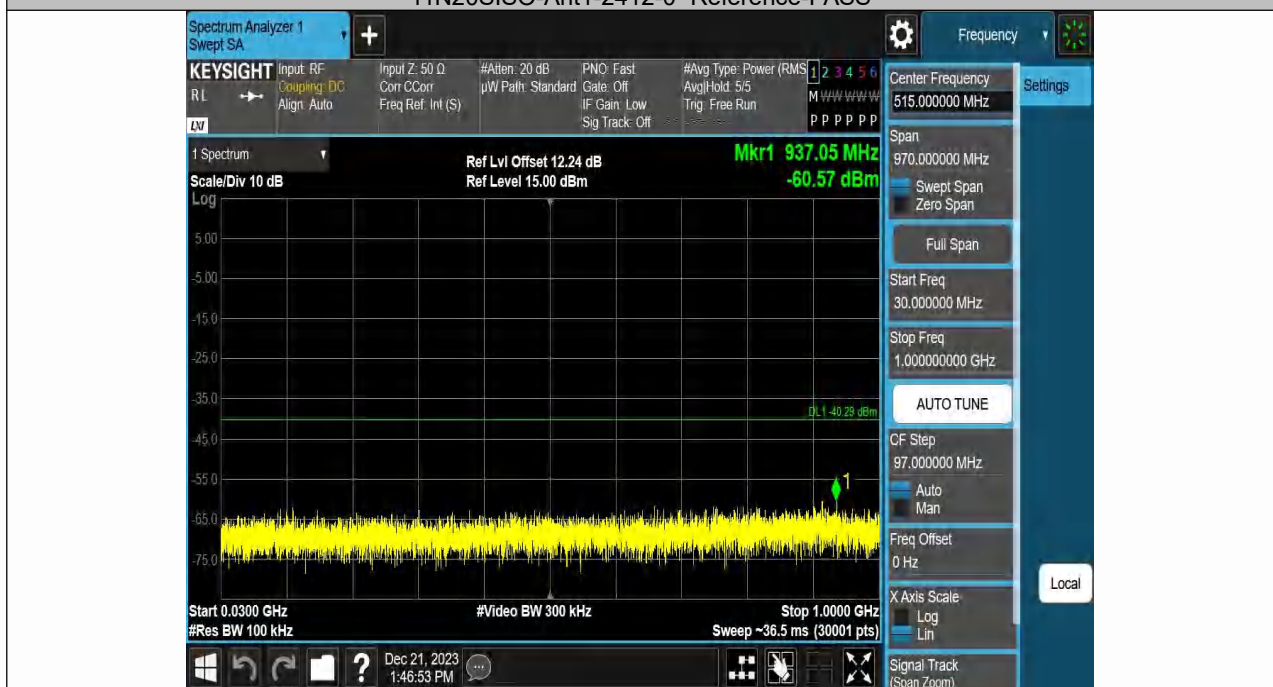 Spectrum Analyzer 1
Swept SA
+
Frequency
KEYSIGHT
RL
LXI
Input: RF
Coupling: DC
Align: Auto
Input Z: 50 Ω
Corr CCorr
Freq Ref: Int (S)
#Atten: 20 dB
µW Path: Standard
PNO: Fast
Gate: Off
IF Gain: Low
Sig Track: Off
#Avg Type: Power (RMS
Avg|Hold: 5/5
Trig: Free Run
1 2 3 4 5 6
M W W W W W
P P P P P P
1 Spectrum
Scale/Div 10 dB
Log
Ref Lvl Offset 12.24 dB
Ref Level 15.00 dBm
Mkr1 937.05 MHz
-60.57 dBm
5.00
-5.00
-15.0
-25.0
-35.0
DL1 -40.29 dBm
-45.0
-55.0
1
-65.0
-75.0
Start 0.0300 GHz
#Res BW 100 kHz
#Video BW 300 kHz
Stop 1.0000 GHz
Sweep ~36.5 ms (30001 pts)
?
Dec 21, 2023
1:46:53 PM
Center Frequency
515.000000 MHz
Settings
Span
970.000000 MHz
Swept Span
Zero Span
Full Span
Start Freq
30.000000 MHz
Stop Freq
1.000000000 GHz
AUTO TUNE
CF Step
97.000000 MHz
Auto
Man
Freq Offset
0 Hz
X Axis Scale
Log
Lin
Local
Signal Track
(Span Zoom)